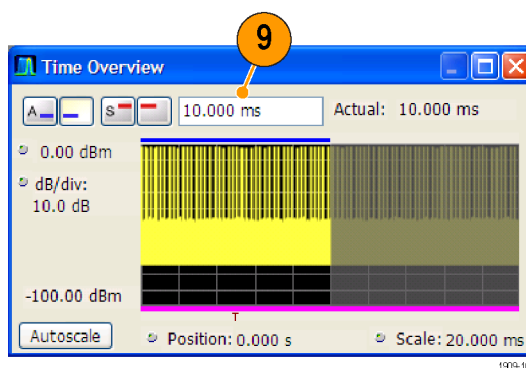 9
Time Overview
A S 10.000 ms Actual: 10.000 ms
0.00 dBm
dB/div:
10.0 dB
-100.00 dBm
T
Autoscale Position: 0.000 s Scale: 20.000 ms